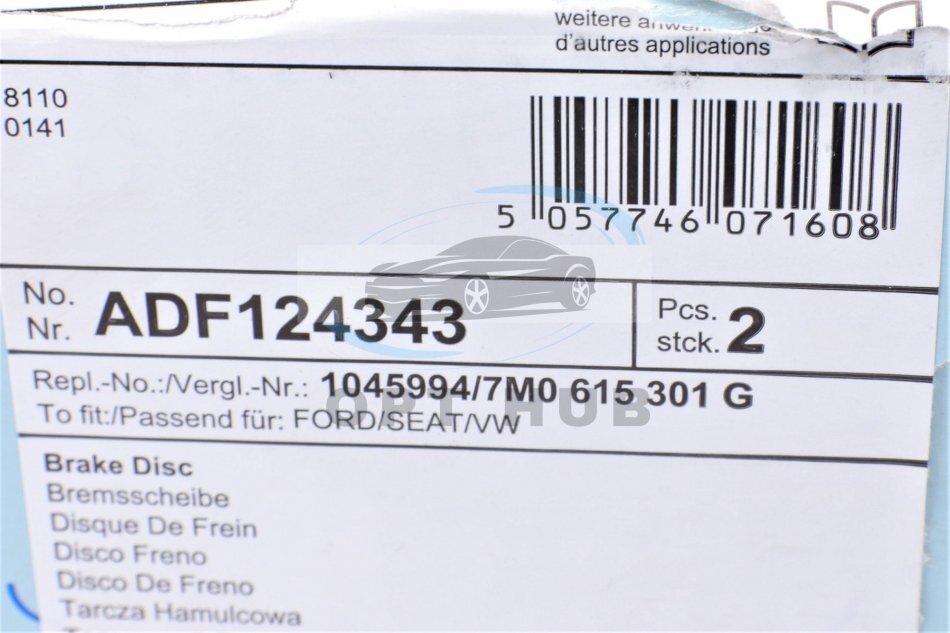 weitere
d'autres applications
8110
0141
5 057746 071608
No.
Nr. ADF124343
Pcs.
stck. 2
Repl.-No.:/Vergl.-Nr.: 1045994/7M0 615 301 G
OPT HUB
To fit:/Passend für: FORD/SEAT/VW
Brake Disc
Bremsscheibe
Disque De Frein
Disco Freno
Disco De Freno
Tarcza Hamulcowa